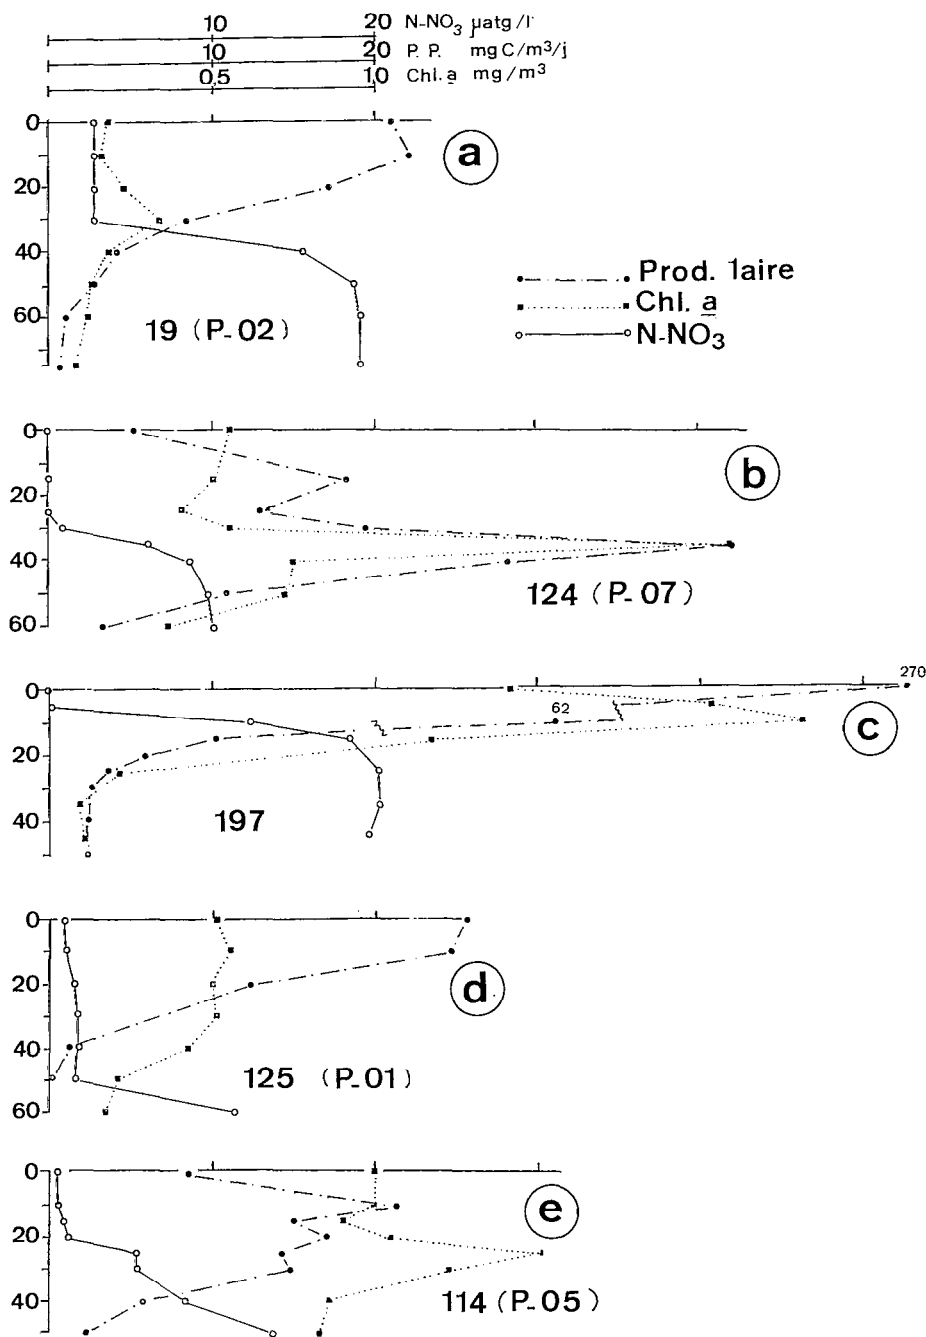 10 20 N-NO3 µatg/l
10 20 P. P. mg C/m3/j
0,5 1,0 Chl. a mg/m3
0
20
40
60
a
19 (P-02)
Prod. 1aire
Chl. a
N-NO3
0
20
40
60
b
124 (P-07)
0
20
40
270
62
c
197
0
20
40
60
d
125 (P-01)
0
20
40
e
114 (P-05)